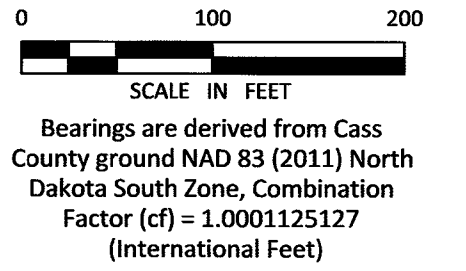 0 100 200
SCALE IN FEET
Bearings are derived from Cass
County ground NAD 83 (2011) North
Dakota South Zone, Combination
Factor (cf) = 1.0001125127
(International Feet)